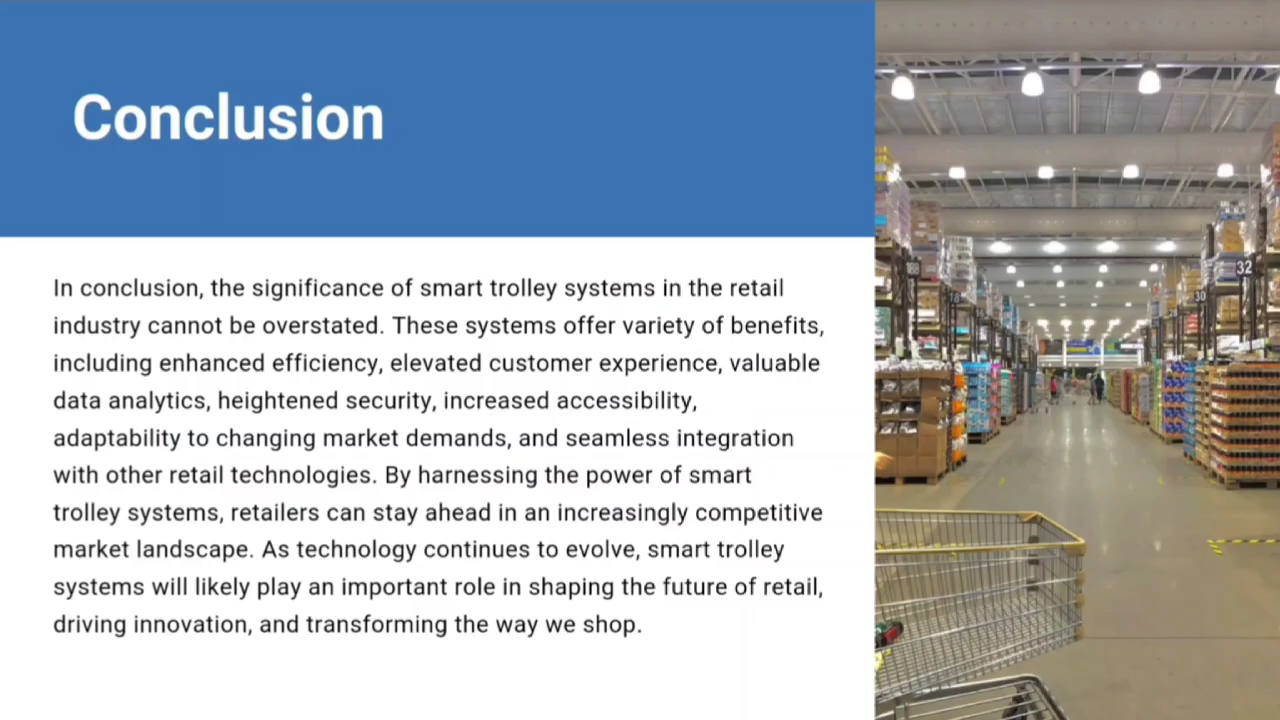 Conclusion
In conclusion, the significance of smart trolley systems in the retail
industry cannot be overstated. These systems offer variety of benefits,
including enhanced efficiency, elevated customer experience, valuable
data analytics, heightened security, increased accessibility,
adaptability to changing market demands, and seamless integration
with other retail technologies. By harnessing the power of smart
trolley systems, retailers can stay ahead in an increasingly competitive
market landscape. As technology continues to evolve, smart trolley
systems will likely play an important role in shaping the future of retail,
driving innovation, and transforming the way we shop.
32
30